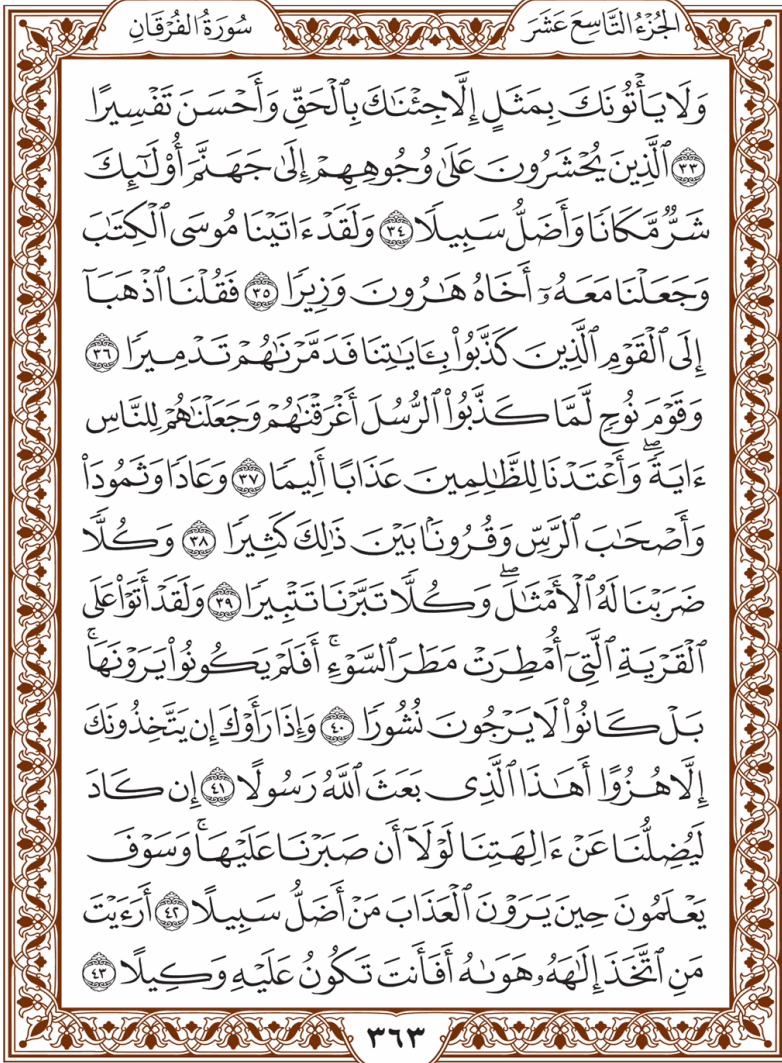 الجُزْءُ التَّاسِعَ عَشَرَ
سُورَةُ الفُرْقَانِ
وَلَا يَأْتُونَكَ بِمَثَلٍ إِلَّا جِئْنَٰكَ بِٱلْحَقِّ وَأَحْسَنَ تَفْسِيرًا
٣٣ ٱلَّذِينَ يُحْشَرُونَ عَلَىٰ وُجُوهِهِمْ إِلَىٰ جَهَنَّمَ أُوْلَٰٓئِكَ
شَرٌّ مَّكَانًا وَأَضَلُّ سَبِيلًا ٣٤ وَلَقَدْ ءَاتَيْنَا مُوسَى ٱلْكِتَٰبَ
وَجَعَلْنَا مَعَهُۥٓ أَخَاهُ هَٰرُونَ وَزِيرًا ٣٥ فَقُلْنَا ٱذْهَبَآ
إِلَى ٱلْقَوْمِ ٱلَّذِينَ كَذَّبُوا۟ بِـَٔايَٰتِنَا فَدَمَّرْنَٰهُمْ تَدْمِيرًا ٣٦
وَقَوْمَ نُوحٍ لَّمَّا كَذَّبُوا۟ ٱلرُّسُلَ أَغْرَقْنَٰهُمْ وَجَعَلْنَٰهُمْ لِلنَّاسِ
ءَايَةً ۖ وَأَعْتَدْنَا لِلظَّٰلِمِينَ عَذَابًا أَلِيمًا ٣٧ وَعَادًا وَثَمُودَا۟
وَأَصْحَٰبَ ٱلرَّسِّ وَقُرُونًۢا بَيْنَ ذَٰلِكَ كَثِيرًا ٣٨ وَكُلًّا
ضَرَبْنَا لَهُ ٱلْأَمْثَٰلَ ۖ وَكُلًّا تَبَّرْنَا تَتْبِيرًا ٣٩ وَلَقَدْ أَتَوْا۟ عَلَى
ٱلْقَرْيَةِ ٱلَّتِىٓ أُمْطِرَتْ مَطَرَ ٱلسَّوْءِ ۚ أَفَلَمْ يَكُونُوا۟ يَرَوْنَهَا ۚ
بَلْ كَانُوا۟ لَا يَرْجُونَ نُشُورًا ٤٠ وَإِذَا رَأَوْكَ إِن يَتَّخِذُونَكَ
إِلَّا هُزُوًا أَهَٰذَا ٱلَّذِى بَعَثَ ٱللَّهُ رَسُولًا ٤١ إِن كَادَ
لَيُضِلُّنَا عَنْ ءَالِهَتِنَا لَوْلَآ أَن صَبَرْنَا عَلَيْهَا ۚ وَسَوْفَ
يَعْلَمُونَ حِينَ يَرَوْنَ ٱلْعَذَابَ مَنْ أَضَلُّ سَبِيلًا ٤٢ أَرَءَيْتَ
مَنِ ٱتَّخَذَ إِلَٰهَهُۥ هَوَىٰهُ أَفَأَنتَ تَكُونُ عَلَيْهِ وَكِيلًا ٤٣
٣٦٣